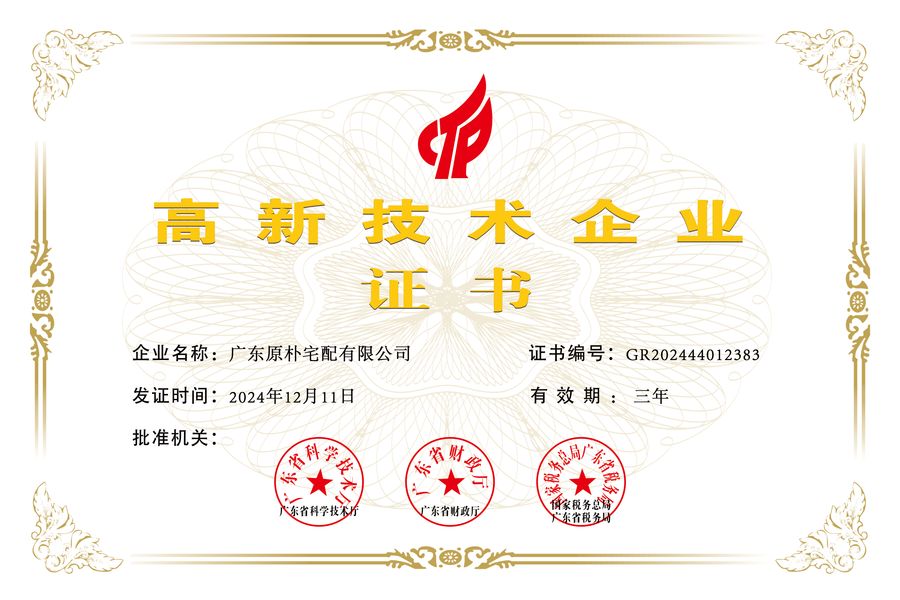 高新技术企业
证书
企业名称：广东原朴宅配有限公司
证书编号：GR202444012383
发证时间：2024年12月11日
有效期：三年
批准机关：
广东省科学技术厅
广东省科学技术厅
广东省财政厅
广东省财政厅
国家税务总局广东省税务局
国家税务总局
广东省税务局